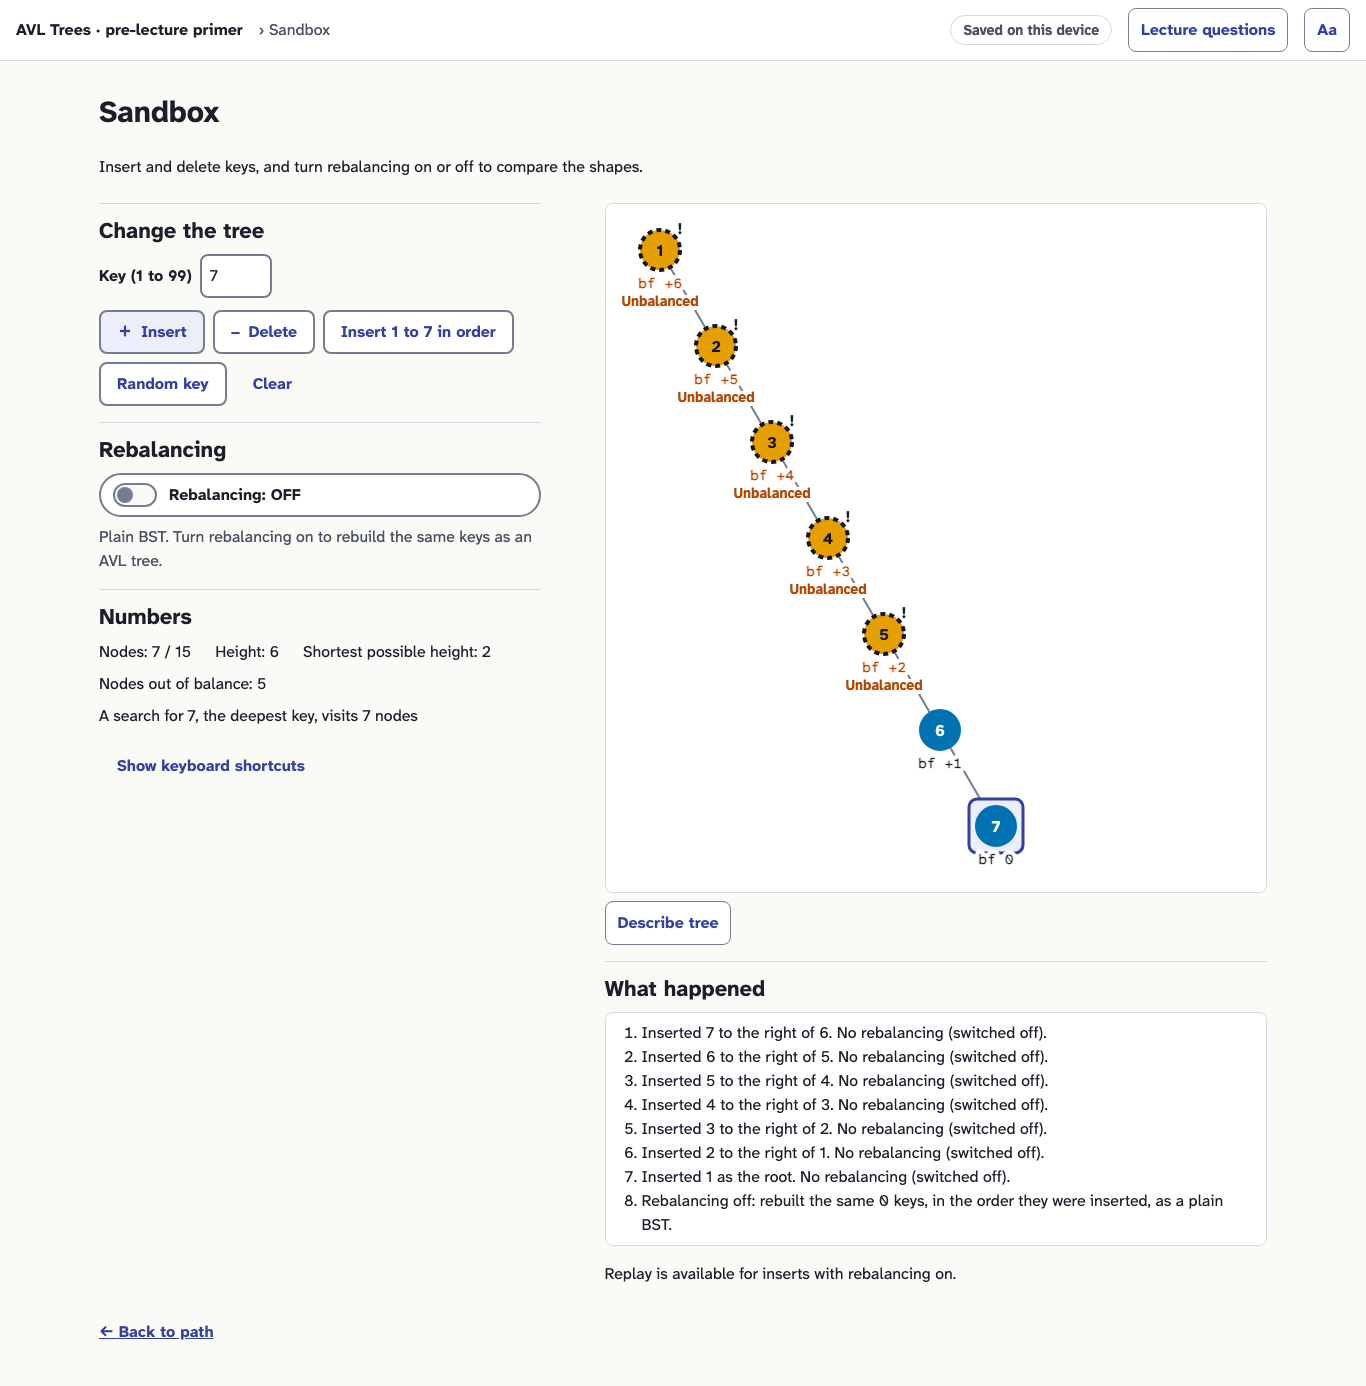 AVL Trees · pre-lecture primer › Sandbox
Saved on this device
Lecture questions
Aa
Sandbox
Insert and delete keys, and turn rebalancing on or off to compare the shapes.
Change the tree
Key (1 to 99) 7
+ Insert
− Delete
Insert 1 to 7 in order
Random key
Clear
Rebalancing
Rebalancing: OFF
Plain BST. Turn rebalancing on to rebuild the same keys as an
AVL tree.
Numbers
Nodes: 7 / 15 Height: 6 Shortest possible height: 2
Nodes out of balance: 5
A search for 7, the deepest key, visits 7 nodes
Show keyboard shortcuts
!
1
bf +6
Unbalanced
!
2
bf +5
Unbalanced
!
3
bf +4
Unbalanced
!
4
bf +3
Unbalanced
!
5
bf +2
Unbalanced
6
bf +1
7
bf 0
Describe tree
What happened
1. Inserted 7 to the right of 6. No rebalancing (switched off).
2. Inserted 6 to the right of 5. No rebalancing (switched off).
3. Inserted 5 to the right of 4. No rebalancing (switched off).
4. Inserted 4 to the right of 3. No rebalancing (switched off).
5. Inserted 3 to the right of 2. No rebalancing (switched off).
6. Inserted 2 to the right of 1. No rebalancing (switched off).
7. Inserted 1 as the root. No rebalancing (switched off).
8. Rebalancing off: rebuilt the same 0 keys, in the order they were inserted, as a plain
BST.
Replay is available for inserts with rebalancing on.
← Back to path